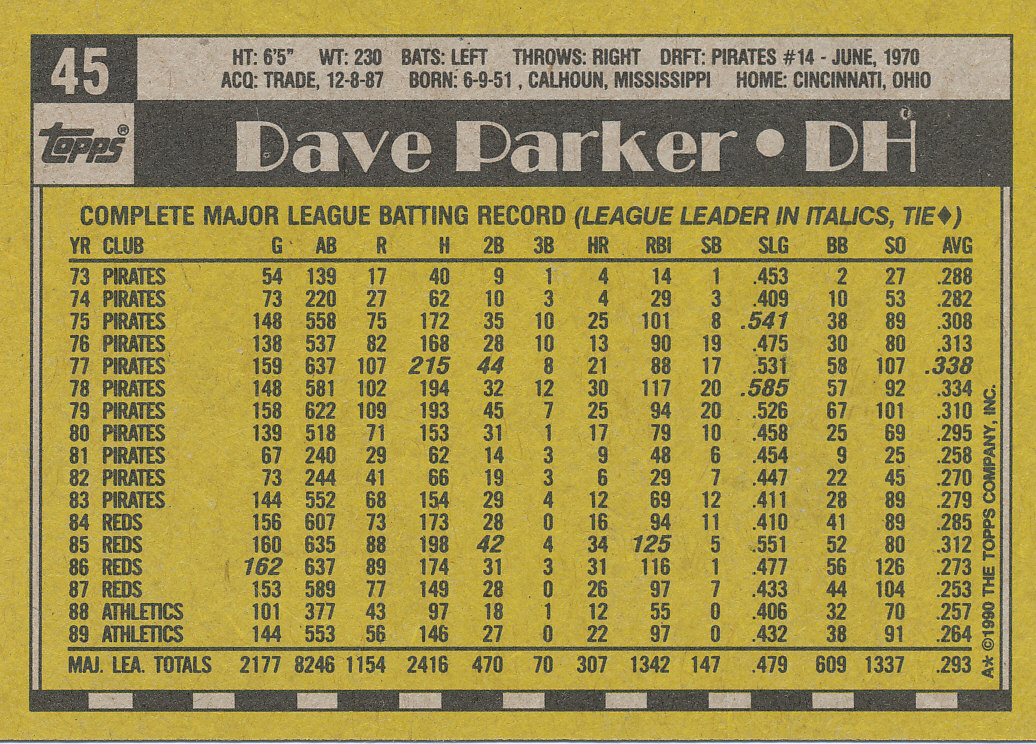 45
HT: 6'5" WT: 230 BATS: LEFT THROWS: RIGHT DRFT: PIRATES #14 - JUNE, 1970
ACQ: TRADE, 12-8-87 BORN: 6-9-51 , CALHOUN, MISSISSIPPI HOME: CINCINNATI, OHIO
Topps®
Dave Parker • DH
COMPLETE MAJOR LEAGUE BATTING RECORD (LEAGUE LEADER IN ITALICS, TIE♦)
YR CLUB G AB R H 2B 3B HR RBI SB SLG BB SO AVG
73 PIRATES 54 139 17 40 9 1 4 14 1 .453 2 27 .288
74 PIRATES 73 220 27 62 10 3 4 29 3 .409 10 53 .282
75 PIRATES 148 558 75 172 35 10 25 101 8 .541 38 89 .308
76 PIRATES 138 537 82 168 28 10 13 90 19 .475 30 80 .313
77 PIRATES 159 637 107 215 44 8 21 88 17 .531 58 107 .338
78 PIRATES 148 581 102 194 32 12 30 117 20 .585 57 92 .334
79 PIRATES 158 622 109 193 45 7 25 94 20 .526 67 101 .310
80 PIRATES 139 518 71 153 31 1 17 79 10 .458 25 69 .295
81 PIRATES 67 240 29 62 14 3 9 48 6 .454 9 25 .258
82 PIRATES 73 244 41 66 19 3 6 29 7 .447 22 45 .270
83 PIRATES 144 552 68 154 29 4 12 69 12 .411 28 89 .279
84 REDS 156 607 73 173 28 0 16 94 11 .410 41 89 .285
85 REDS 160 635 88 198 42 4 34 125 5 .551 52 80 .312
86 REDS 162 637 89 174 31 3 31 116 1 .477 56 126 .273
87 REDS 153 589 77 149 28 0 26 97 7 .433 44 104 .253
88 ATHLETICS 101 377 43 97 18 1 12 55 0 .406 32 70 .257
89 ATHLETICS 144 553 56 146 27 0 22 97 0 .432 38 91 .264
MAJ. LEA. TOTALS 2177 8246 1154 2416 470 70 307 1342 147 .479 609 1337 .293
A* ©1990 THE TOPPS COMPANY, INC.